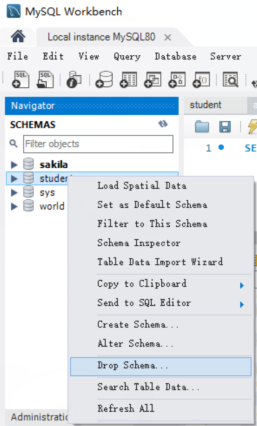 MySQL Workbench
Local instance MySQL80
File Edit View Query Database Server
Navigator
student
SCHEMAS
Filter objects
1
sakila
student
sys
world
Load Spatial Data
Set as Default Schema
Filter to This Schema
Schema Inspector
Table Data Import Wizard
Copy to Clipboard
Send to SQL Editor
Create Schema...
Alter Schema...
Drop Schema...
Search Table Data...
Refresh All